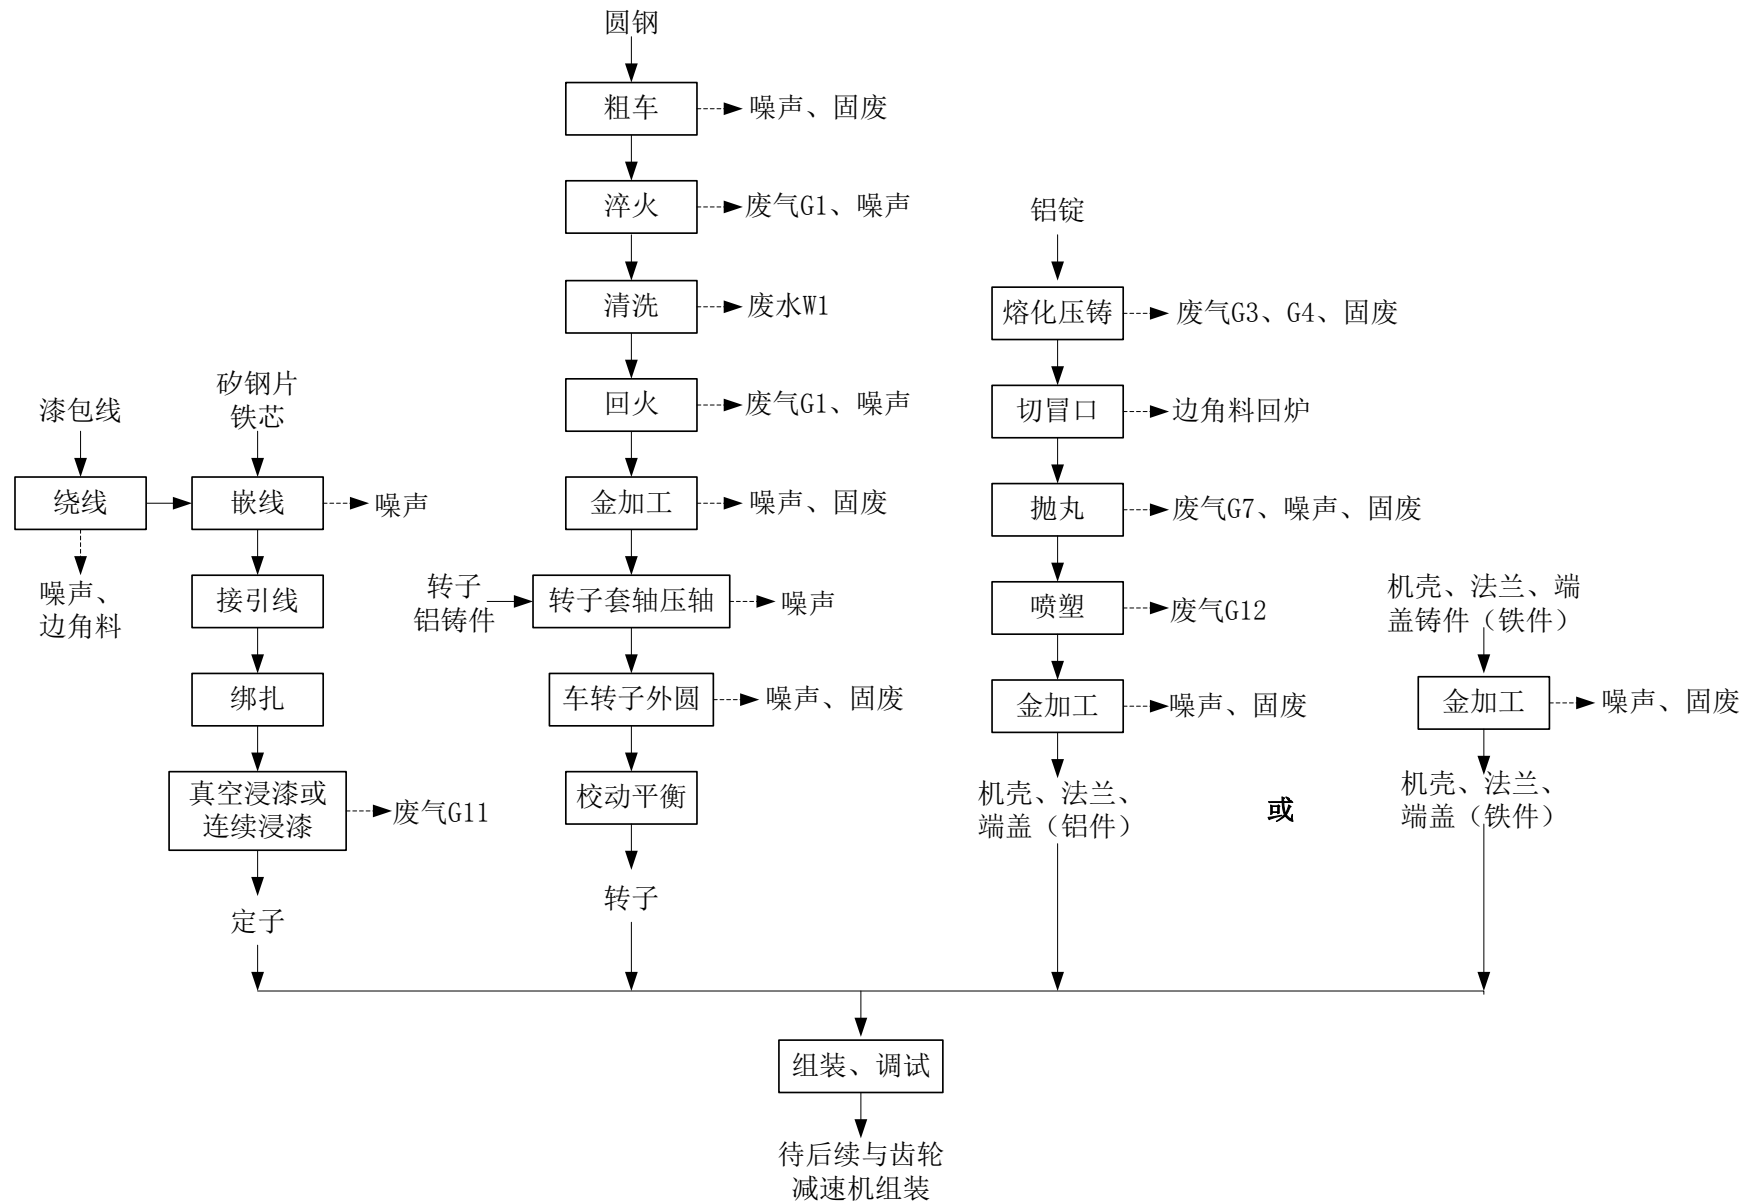 圆钢
粗车
噪声、固废
淬火
废气G1、噪声
清洗
废水W1
回火
废气G1、噪声
金加工
噪声、固废
转子
铝铸件
转子套轴压轴
噪声
车转子外圆
噪声、固废
校动平衡
转子
漆包线
绕线
噪声、
边角料
矽钢片
铁芯
嵌线
噪声
接引线
绑扎
真空浸漆或
连续浸漆
废气G11
定子
铝锭
熔化压铸
废气G3、G4、固废
切冒口
边角料回炉
抛丸
废气G7、噪声、固废
喷塑
废气G12
金加工
噪声、固废
机壳、法兰、
端盖（铝件）
或
机壳、法兰、端
盖铸件（铁件）
金加工
噪声、固废
机壳、法兰、
端盖（铁件）
组装、调试
待后续与齿轮
减速机组装